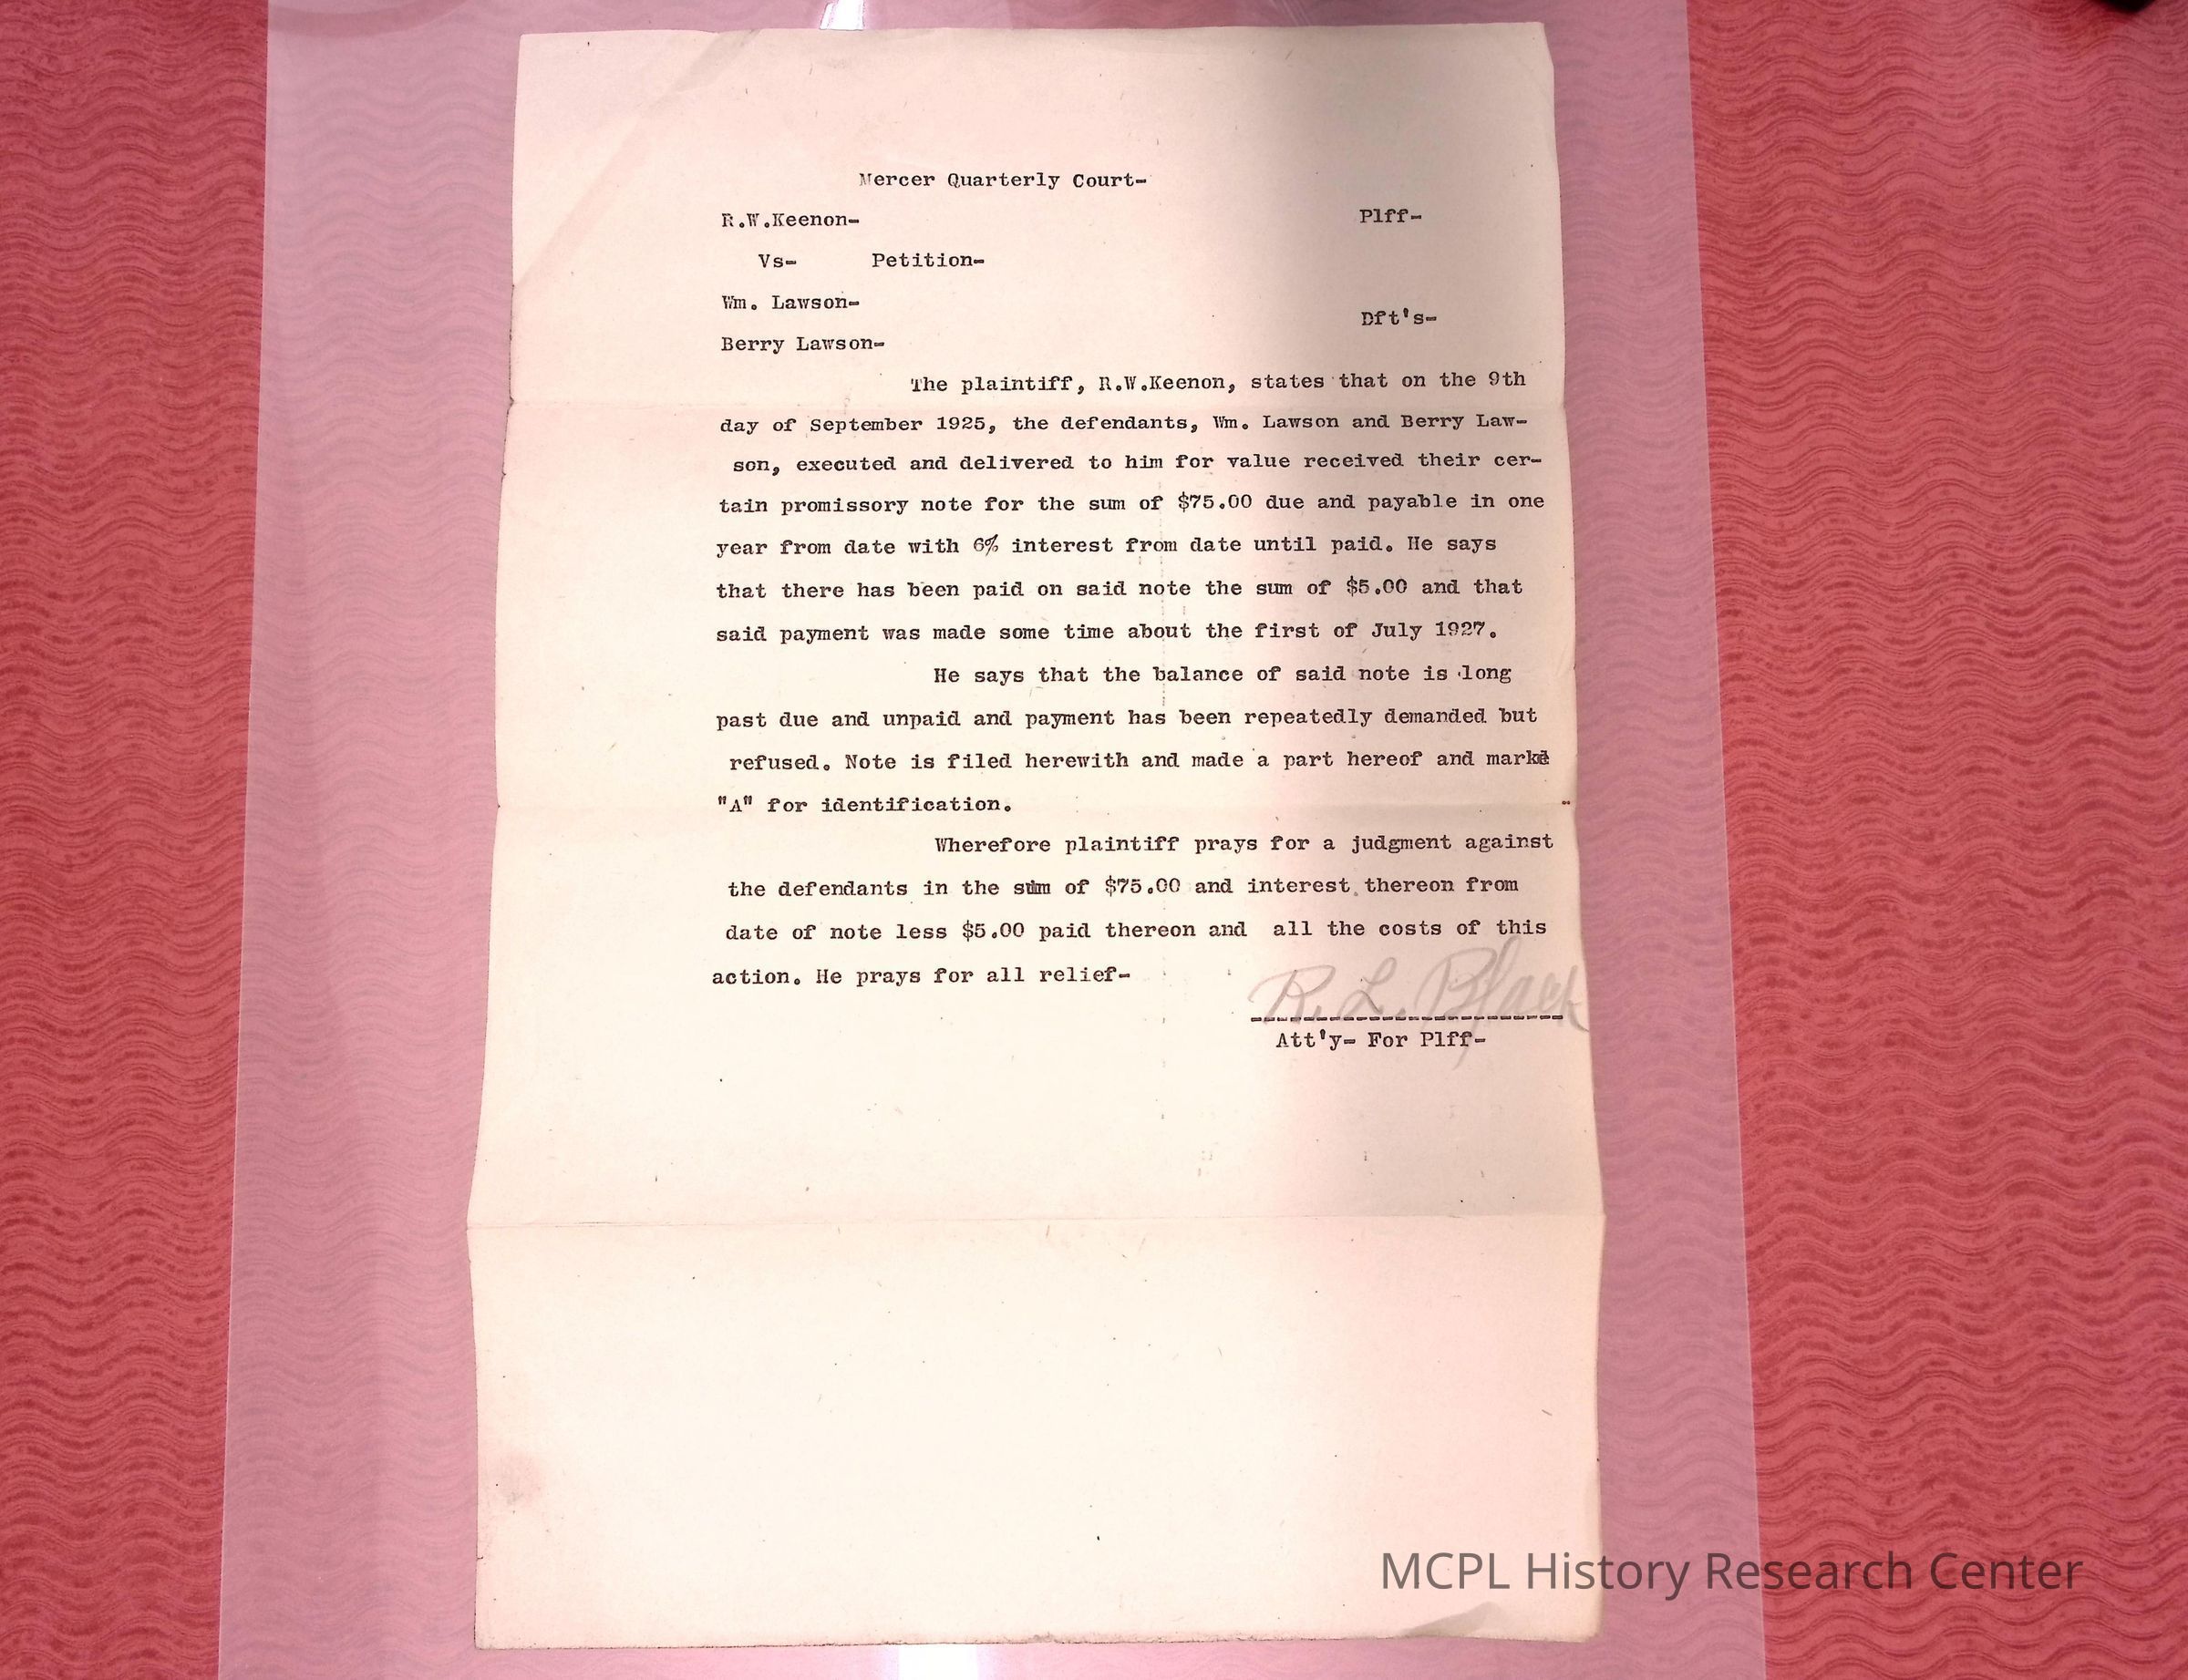 Mercer Quarterly Court-
R.W.Keenon- Plff-
Vs- Petition-
Wm. Lawson-
Dft's-
Berry Lawson-
The plaintiff, R.W.Keenon, states that on the 9th
day of September 1925, the defendants, Wm. Lawson and Berry Law-
son, executed and delivered to him for value received their cer-
tain promissory note for the sum of $75.00 due and payable in one
year from date with 6% interest from date until paid. He says
that there has been paid on said note the sum of $5.00 and that
said payment was made some time about the first of July 1927.
He says that the balance of said note is long
past due and unpaid and payment has been repeatedly demanded but
refused. Note is filed herewith and made a part hereof and marked
"A" for identification.
Wherefore plaintiff prays for a judgment against
the defendants in the sum of $75.00 and interest thereon from
date of note less $5.00 paid thereon and all the costs of this
action. He prays for all relief-
R. L. Black
Att'y- For Plff-
MCPL History Research Center